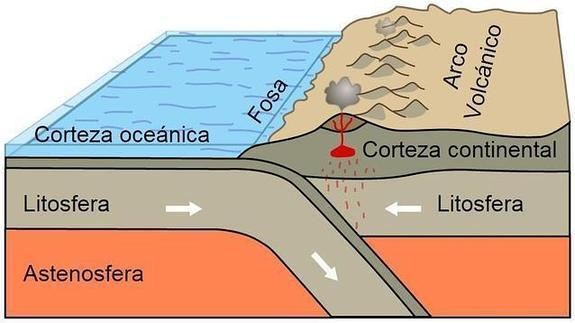 Fosa
Arco
Volcánico
Corteza oceánica
Corteza continental
Litosfera
Litosfera
Astenosfera